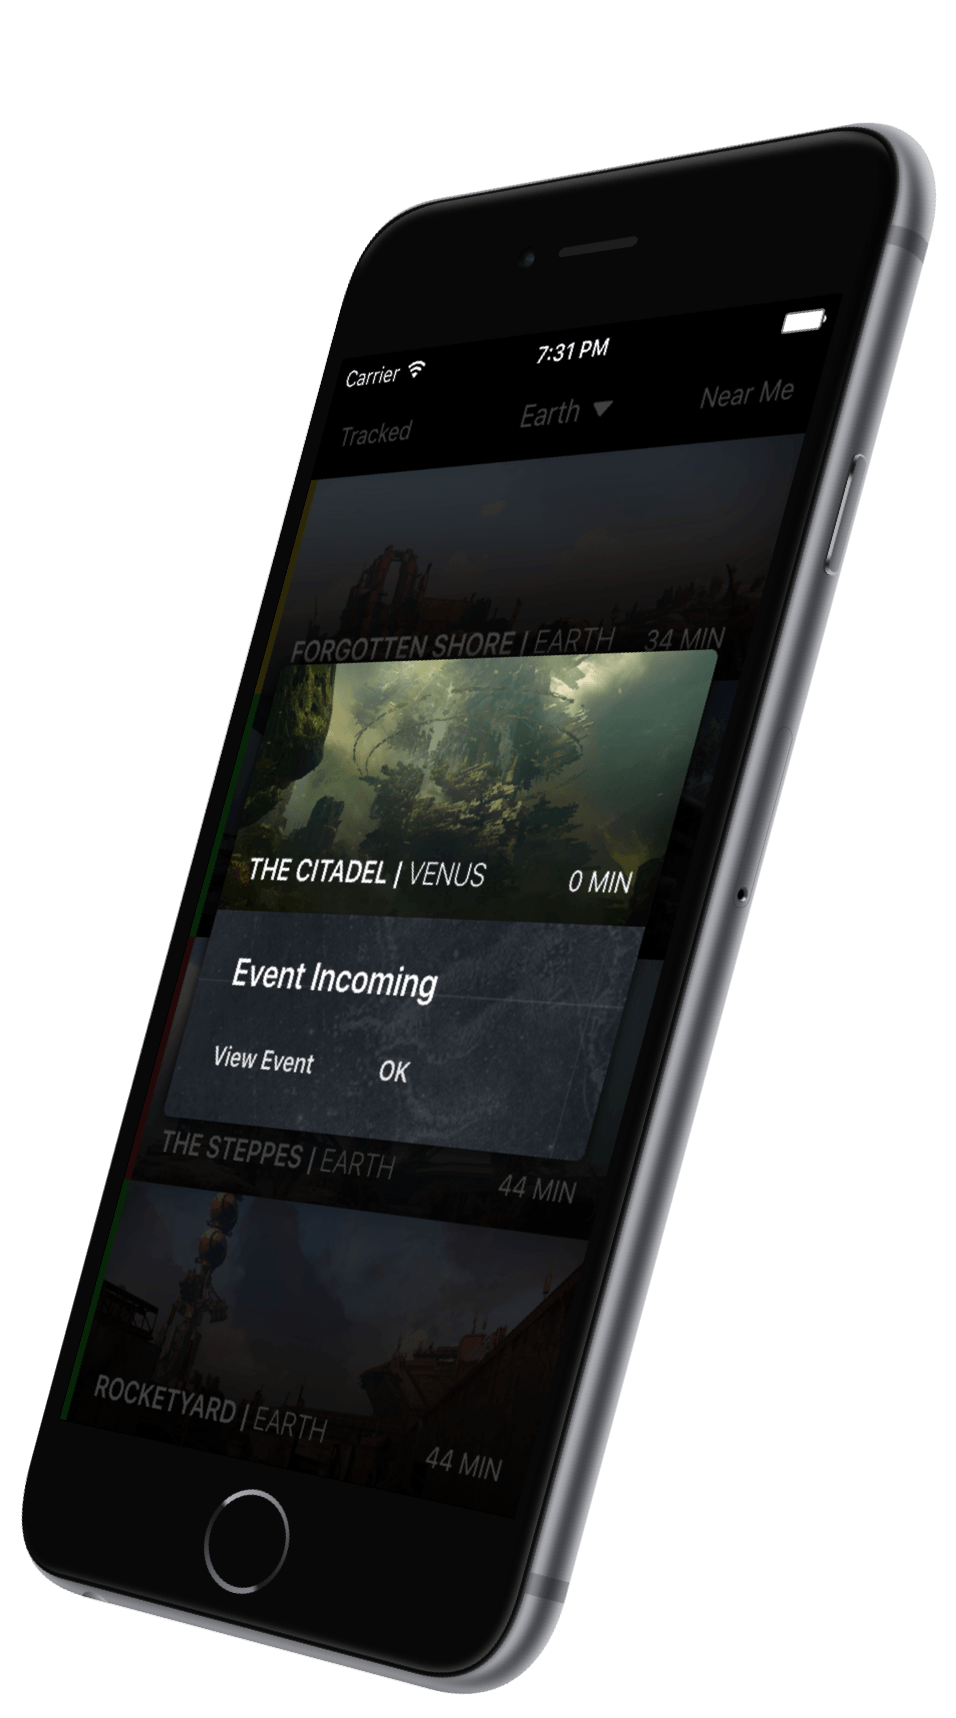 Carrier 7:31 PM
Tracked Earth Near Me
FORGOTTEN SHORE | EARTH 34 MIN
THE CITADEL | VENUS 0 MIN
Event Incoming
View Event OK
THE STEPPES | EARTH 44 MIN
ROCKETYARD | EARTH 44 MIN